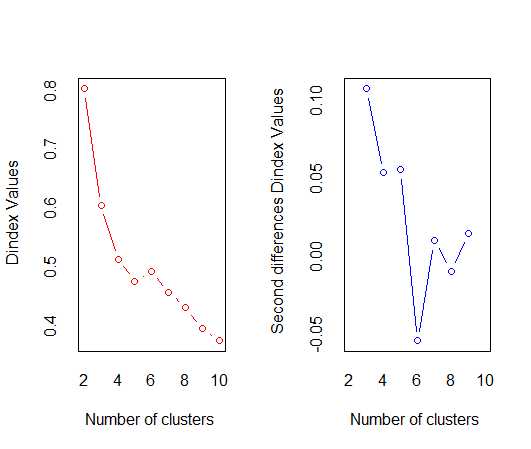 Dindex Values
0.4 0.5 0.6 0.7 0.8
2 4 6 8 10
Number of clusters
Second differences Dindex Values
-0.05 0.00 0.05 0.10
2 4 6 8 10
Number of clusters